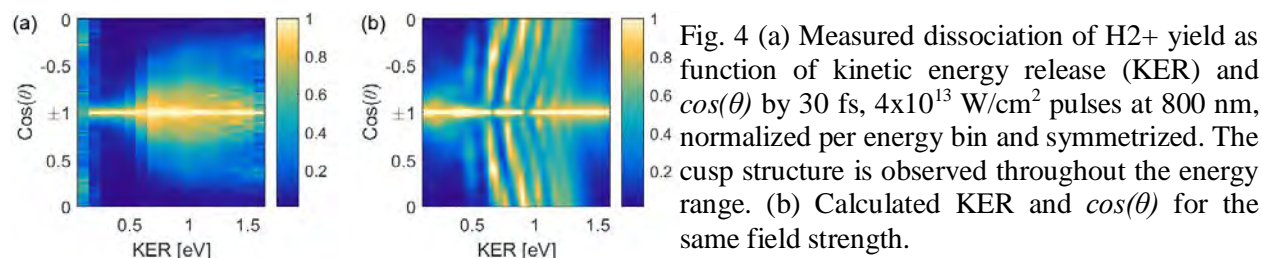 (a)
1
0.8
0.6
0.4
0.2
0
-0.5
±1
0.5
0
Cos(θ)
0.5
1
1.5
KER [eV]
(b)
1
0.8
0.6
0.4
0.2
0
-0.5
±1
0.5
0
Cos(θ)
0.5
1
1.5
KER [eV]
Fig. 4 (a) Measured dissociation of H2+ yield as
function of kinetic energy release (KER) and
cos(θ) by 30 fs, 4x10¹³ W/cm² pulses at 800 nm,
normalized per energy bin and symmetrized. The
cusp structure is observed throughout the energy
range. (b) Calculated KER and cos(θ) for the
same field strength.